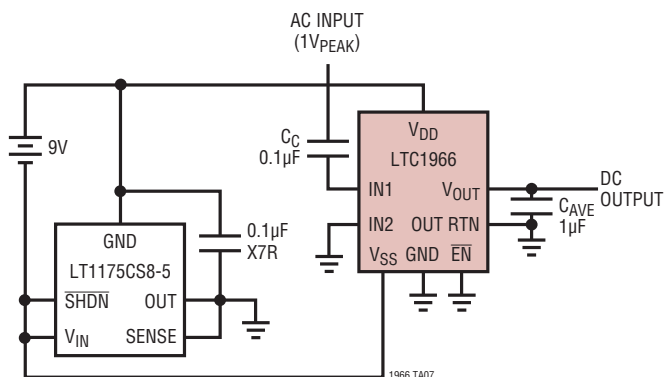 AC INPUT
(1VPEAK)
9V
CC
0.1µF
VDD
LTC1966
IN1
VOUT
IN2
OUT RTN
VSS
GND
EN
DC
OUTPUT
CAVE
1µF
0.1µF
X7R
GND
LT1175CS8-5
SHDN
OUT
VIN
SENSE
1966 TA07